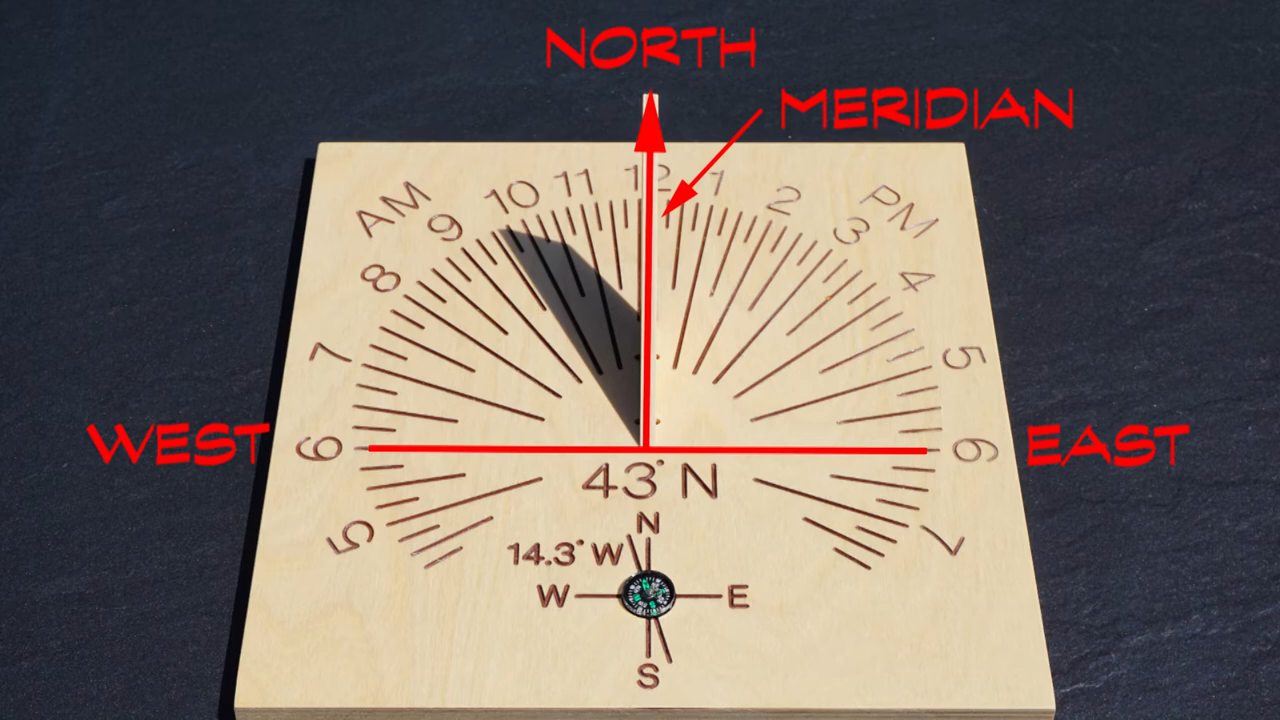 NORTH
MERIDIAN
AM 10 11 12 1 2 PM
9 3
8 4
7 5
WEST 6 6 EAST
43° N
5 7
N
14.3° W
W E
S